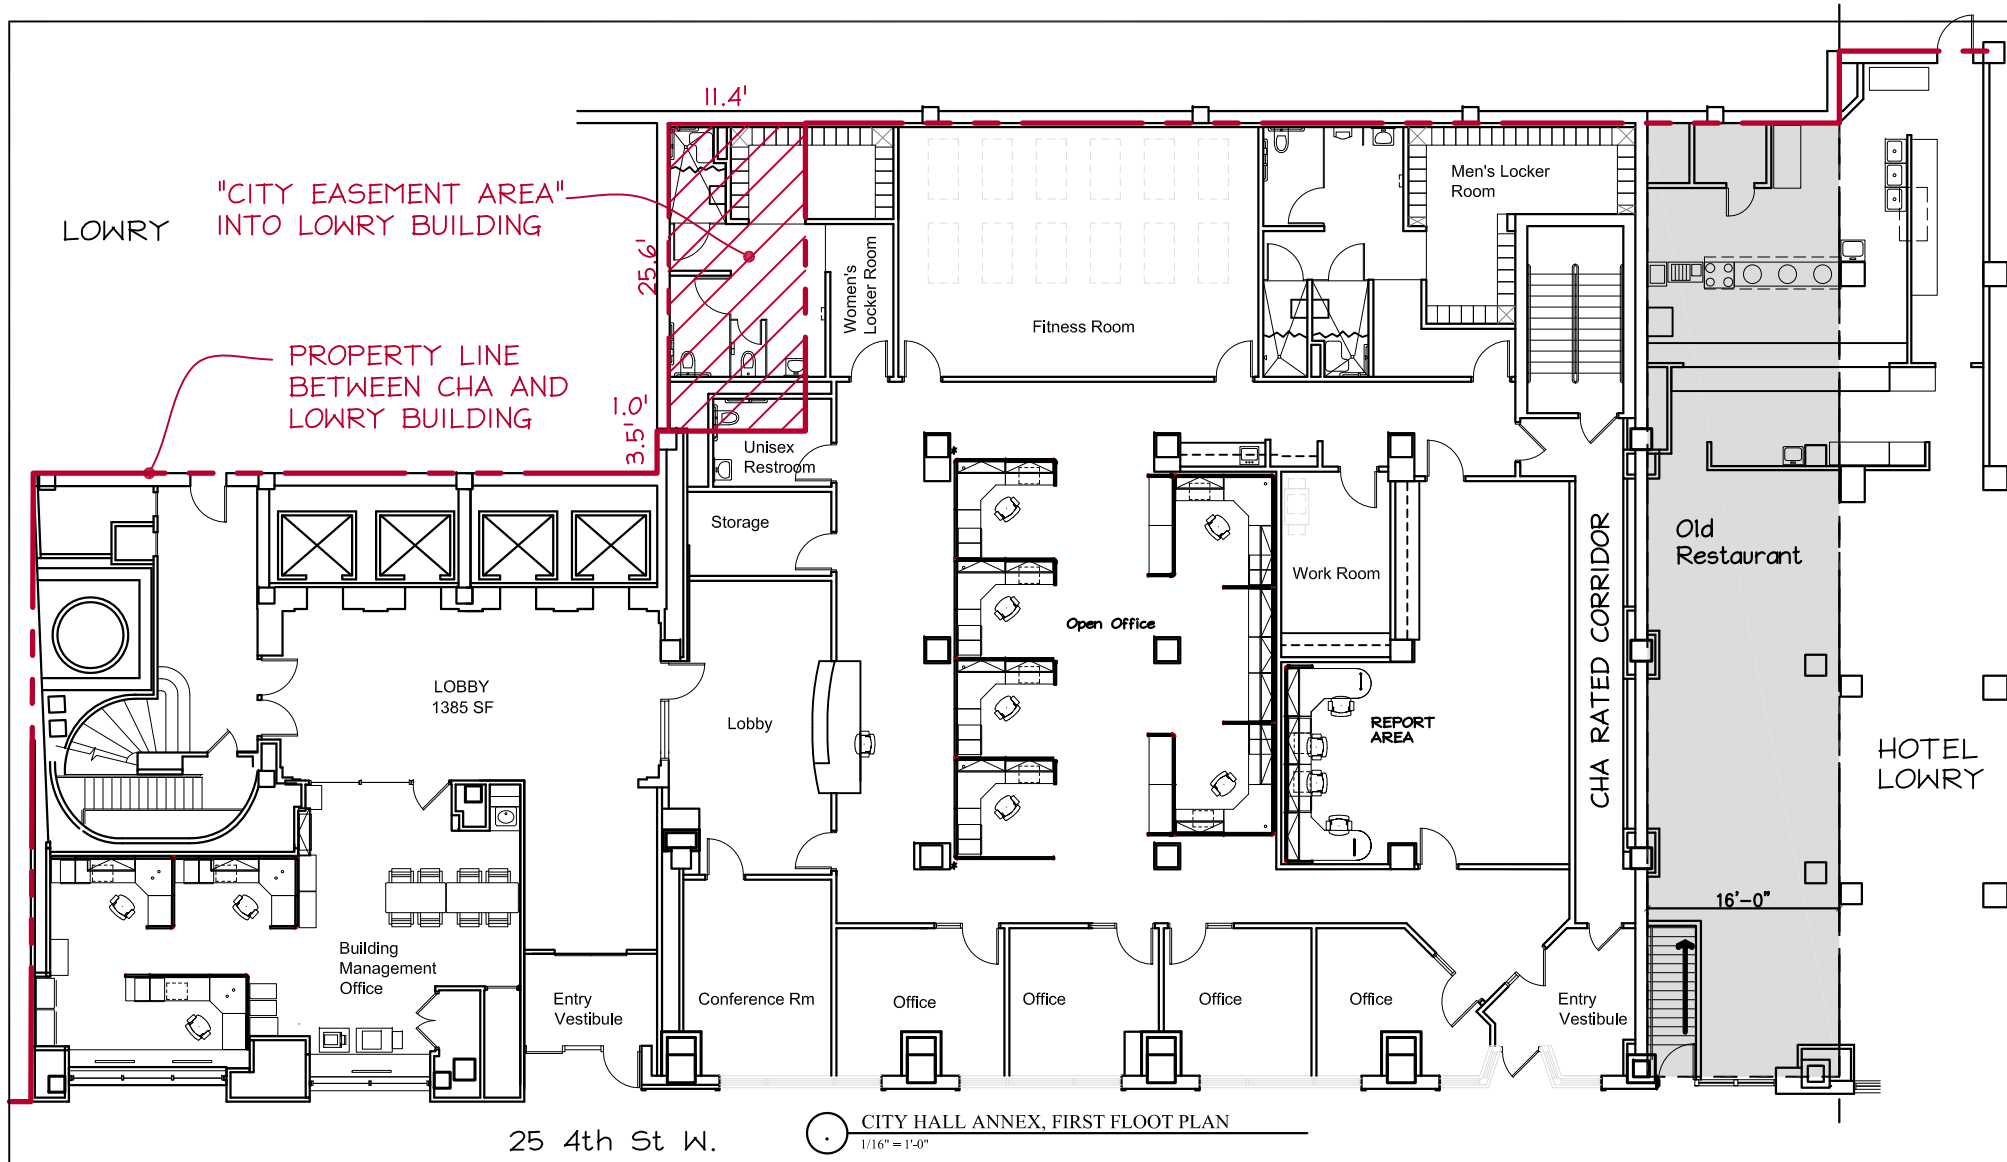 11.4'
"CITY EASEMENT AREA"
INTO LOWRY BUILDING
LOWRY
25.6'
Women's
Locker Room
Fitness Room
Men's Locker
Room
PROPERTY LINE
BETWEEN CHA AND
LOWRY BUILDING
1.0'
3.5'
Unisex
Restroom
Storage
Work Room
Open Office
CHA RATED CORRIDOR
Old
Restaurant
LOBBY
1385 SF
Lobby
REPORT
AREA
HOTEL
LOWRY
16'-0"
Building
Management
Office
Entry
Vestibule
Conference Rm
Office
Office
Office
Office
Entry
Vestibule
25 4th St W.
CITY HALL ANNEX, FIRST FLOOT PLAN
1/16" = 1'-0"